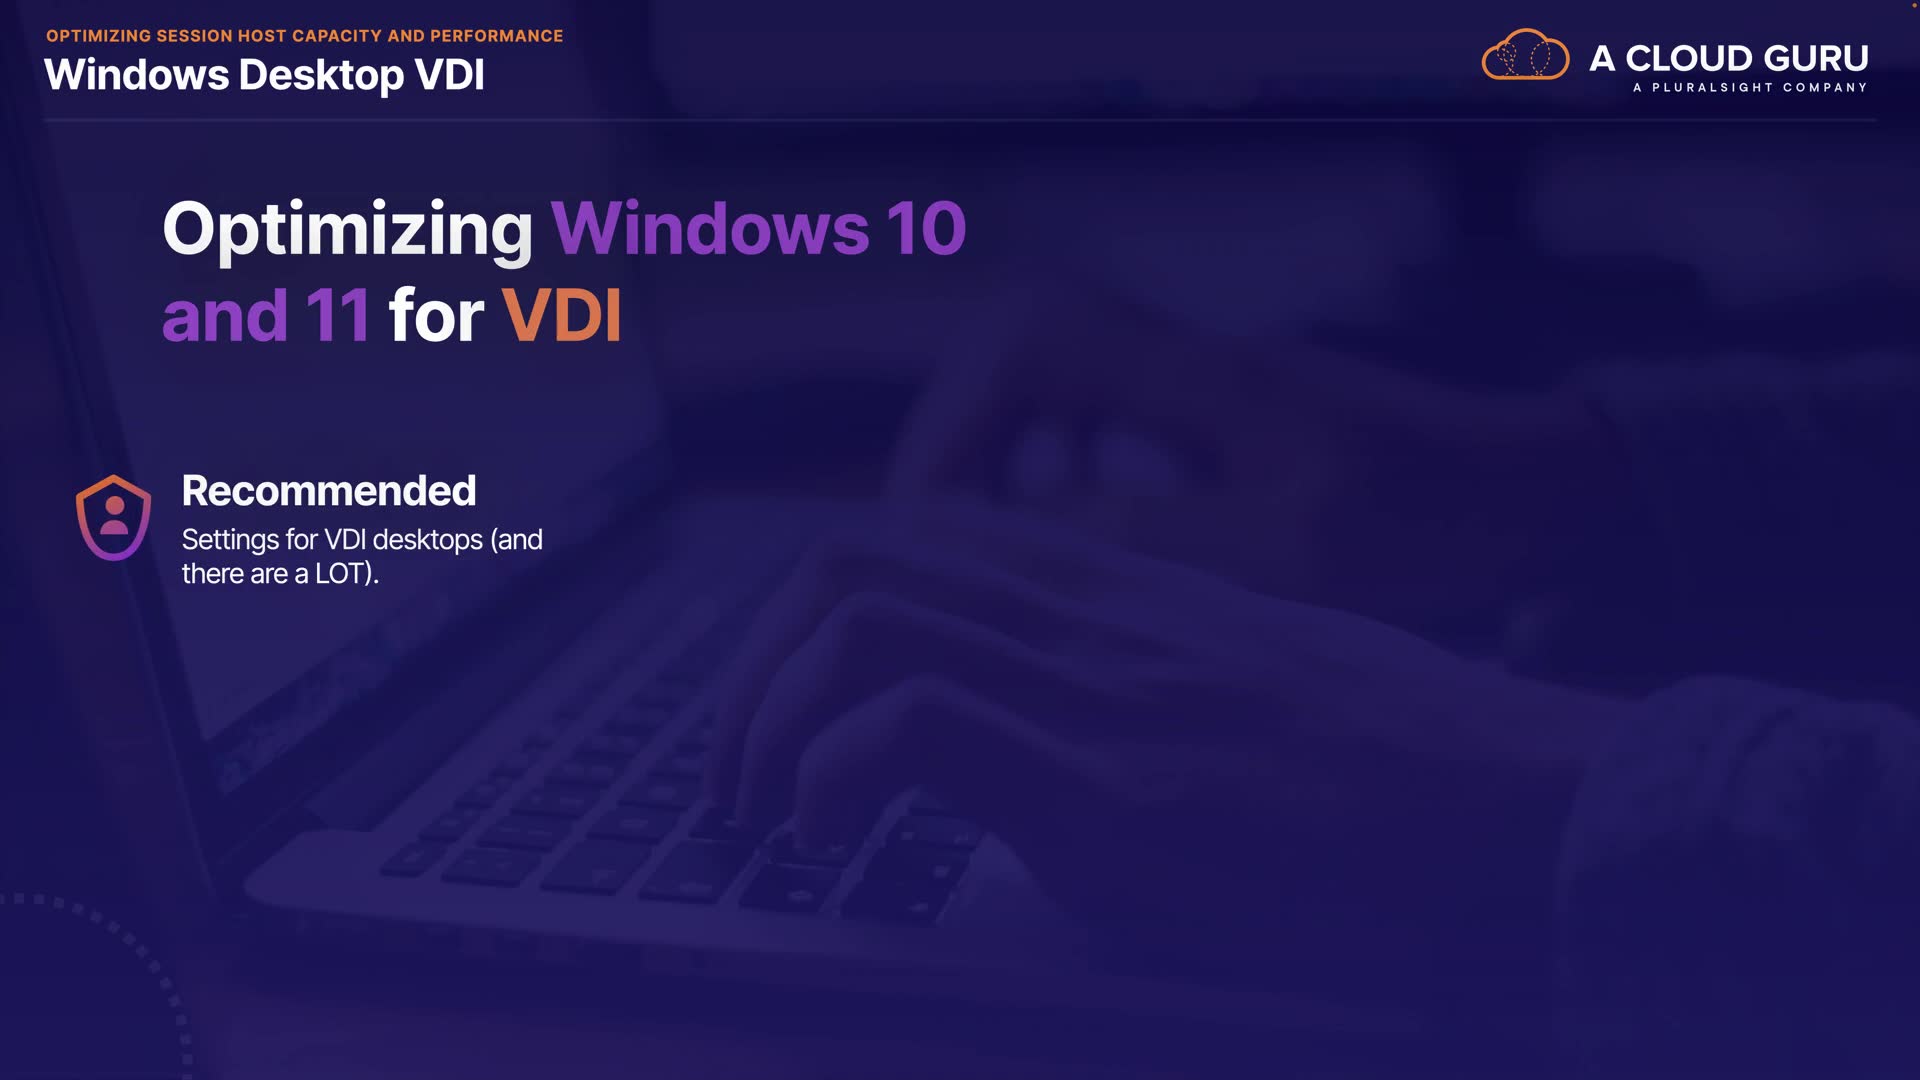 OPTIMIZING SESSION HOST CAPACITY AND PERFORMANCE
Windows Desktop VDI
A CLOUD GURU
A PLURALSIGHT COMPANY
Optimizing Windows 10
and 11 for VDI
Recommended
Settings for VDI desktops (and
there are a LOT).